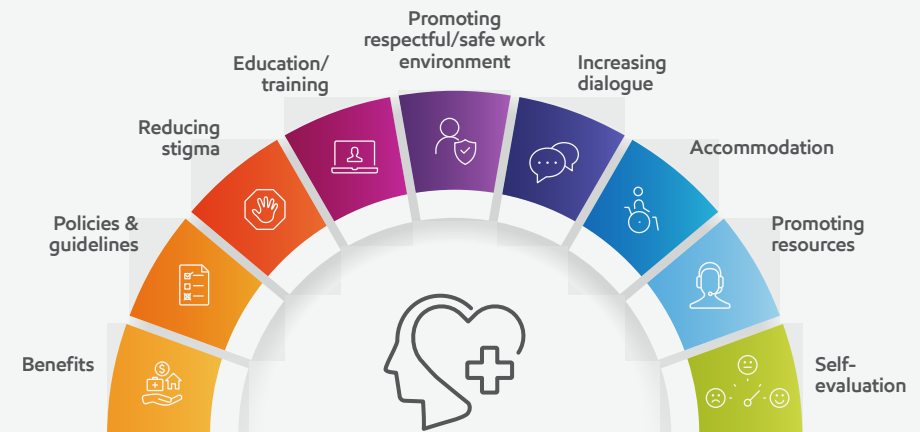 Benefits
Policies &
guidelines
Reducing
stigma
Education/
training
Promoting
respectful/safe work
environment
Increasing
dialogue
Accommodation
Promoting
resources
Self-
evaluation